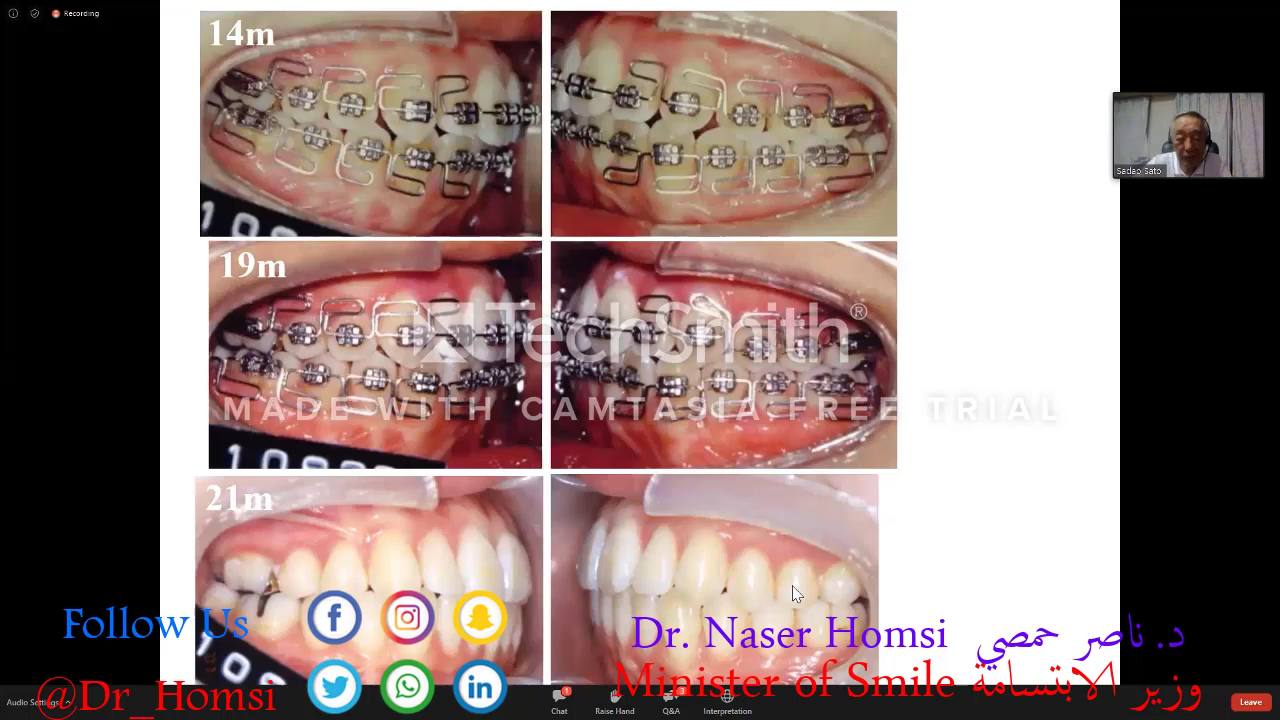 Recording
14m
Sadao Sato
19m
TechSmith®
MADE WITH CAMTASIA FREE TRIAL
21m
Follow Us
Dr. Naser Homsi د. ناصر حمصي
@Dr_Homsi
Minister of Smile وزير الابتسامة
Audio Settings
Chat
Raise Hand
Q&A
Interpretation
Leave